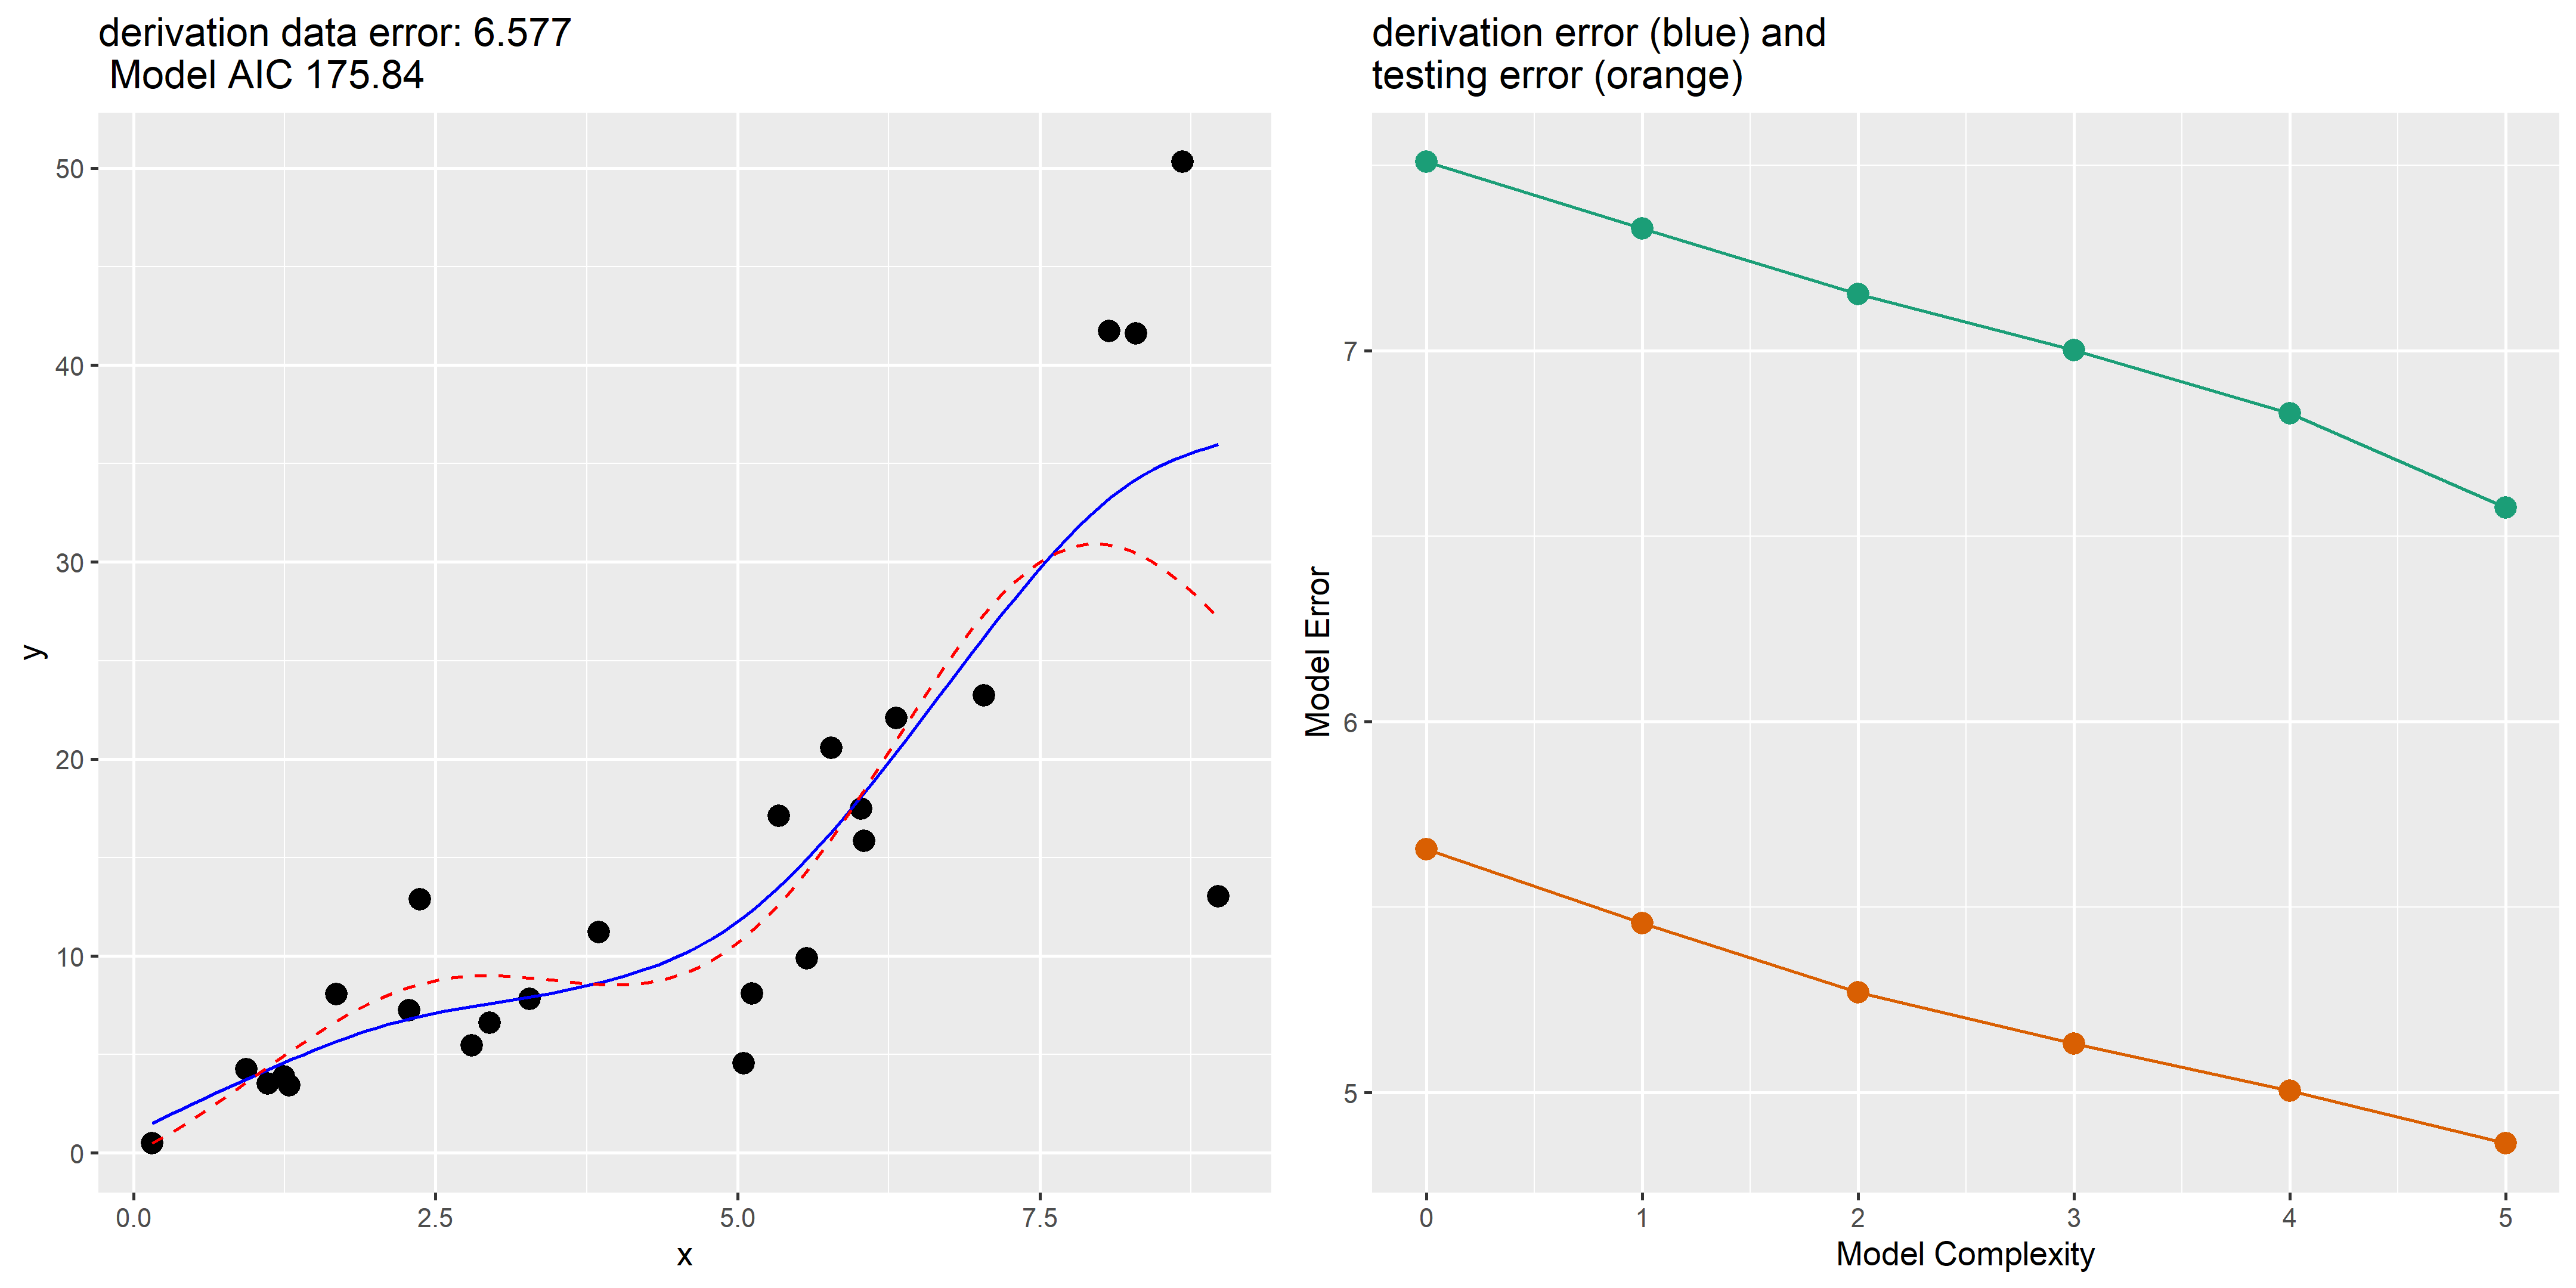 derivation data error: 6.577
Model AIC 175.84
50
40
30
20
10
0
y
0.0 2.5 5.0 7.5
x
derivation error (blue) and
testing error (orange)
7
6
5
Model Error
0 1 2 3 4 5
Model Complexity